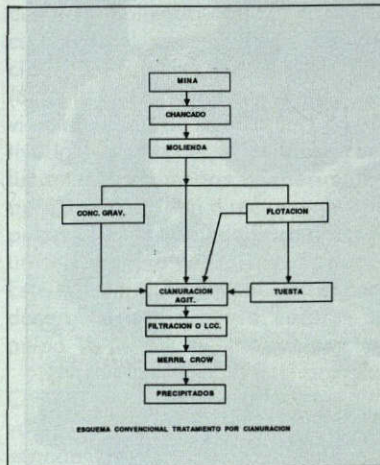 MINA
CHANCADO
MOLIENDA
CONC. GRAV.
FLOTACION
CIANURACION
AGIT.
TUESTA
FILTRACION O LCC.
MERRIL CROW
PRECIPITADOS
ESQUEMA CONVENCIONAL TRATAMIENTO POR CIANURACION